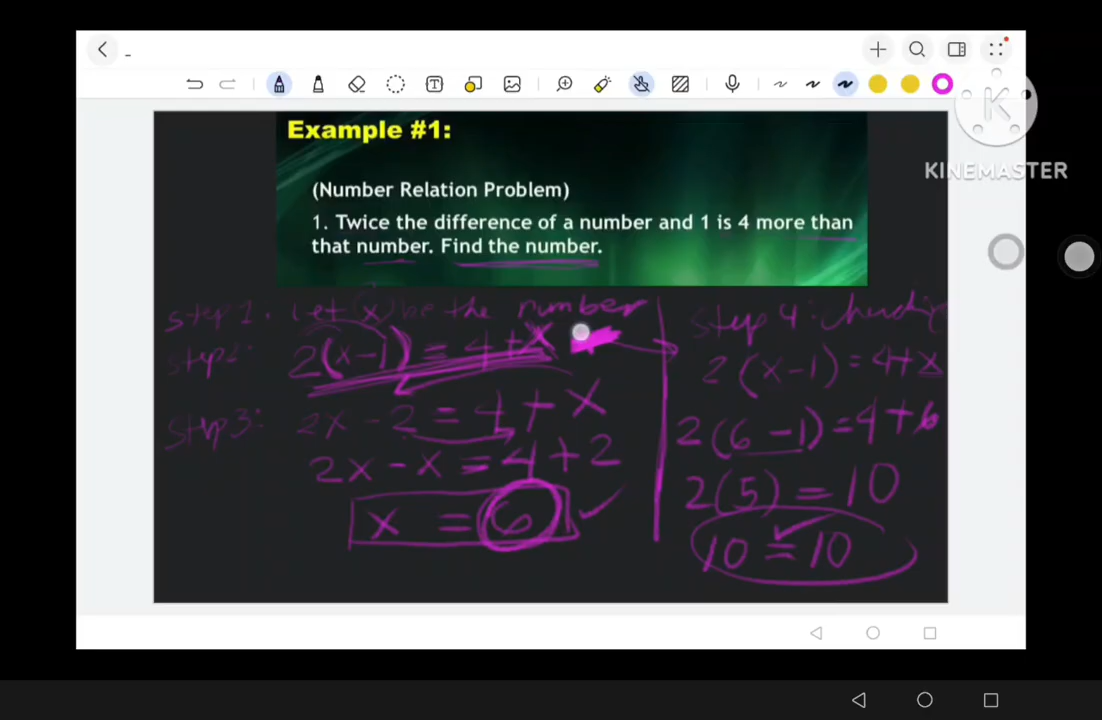 KINEMASTER
Example #1:
(Number Relation Problem)
1. Twice the difference of a number and 1 is 4 more than
that number. Find the number.
Step 1. Let (x) be the number
Step 2: 2(x-1) = 4+x
Step 3: 2x - 2 = 4 + x
2x - x = 4 + 2
x = 6
Step 4: checking
2(x-1) = 4+x
2(6-1) = 4+6
2(5) = 10
10 = 10